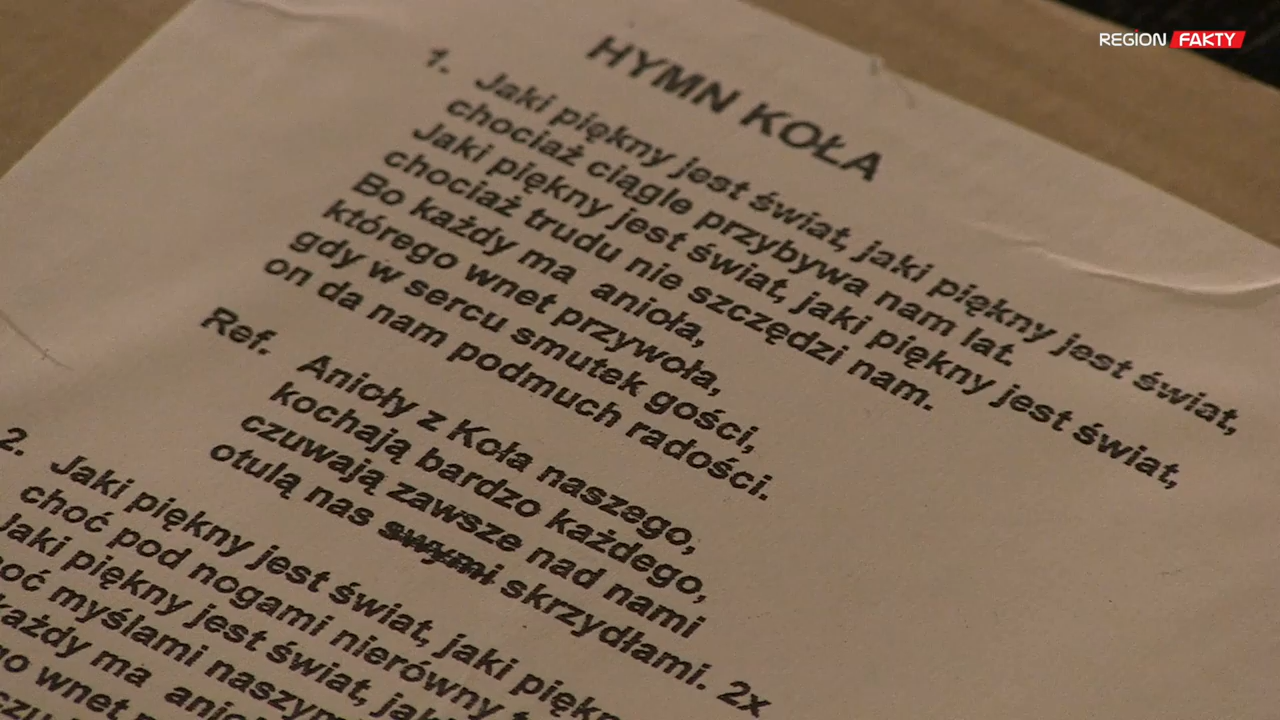 REGION FAKTY
HYMN KOŁA
1. Jaki piękny jest świat, jaki piękny jest świat,
chociaż ciągle przybywa nam lat.
Jaki piękny jest świat, jaki piękny jest świat,
chociaż trudu nie szczędzi nam.
Bo każdy ma anioła,
którego wnet przywoła,
gdy w sercu smutek gości,
on da nam podmuch radości.
Ref. Anioły z Koła naszego,
kochają bardzo każdego,
czuwają zawsze nad nami
otulą nas swymi skrzydłami. 2x
2. Jaki piękny jest świat, jaki
choć pod nogami nierówny
Jaki piękny jest świat,
myślami naszymi
każdy ma
wnet